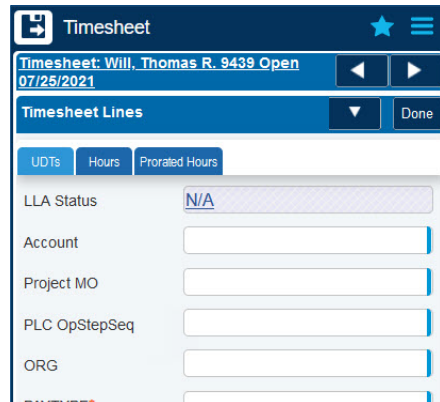 Timesheet
Timesheet: Will, Thomas R. 9439 Open
07/25/2021
Timesheet Lines
Done
UDTs Hours Prorated Hours
LLA Status N/A
Account
Project MO
PLC OpStepSeq
ORG